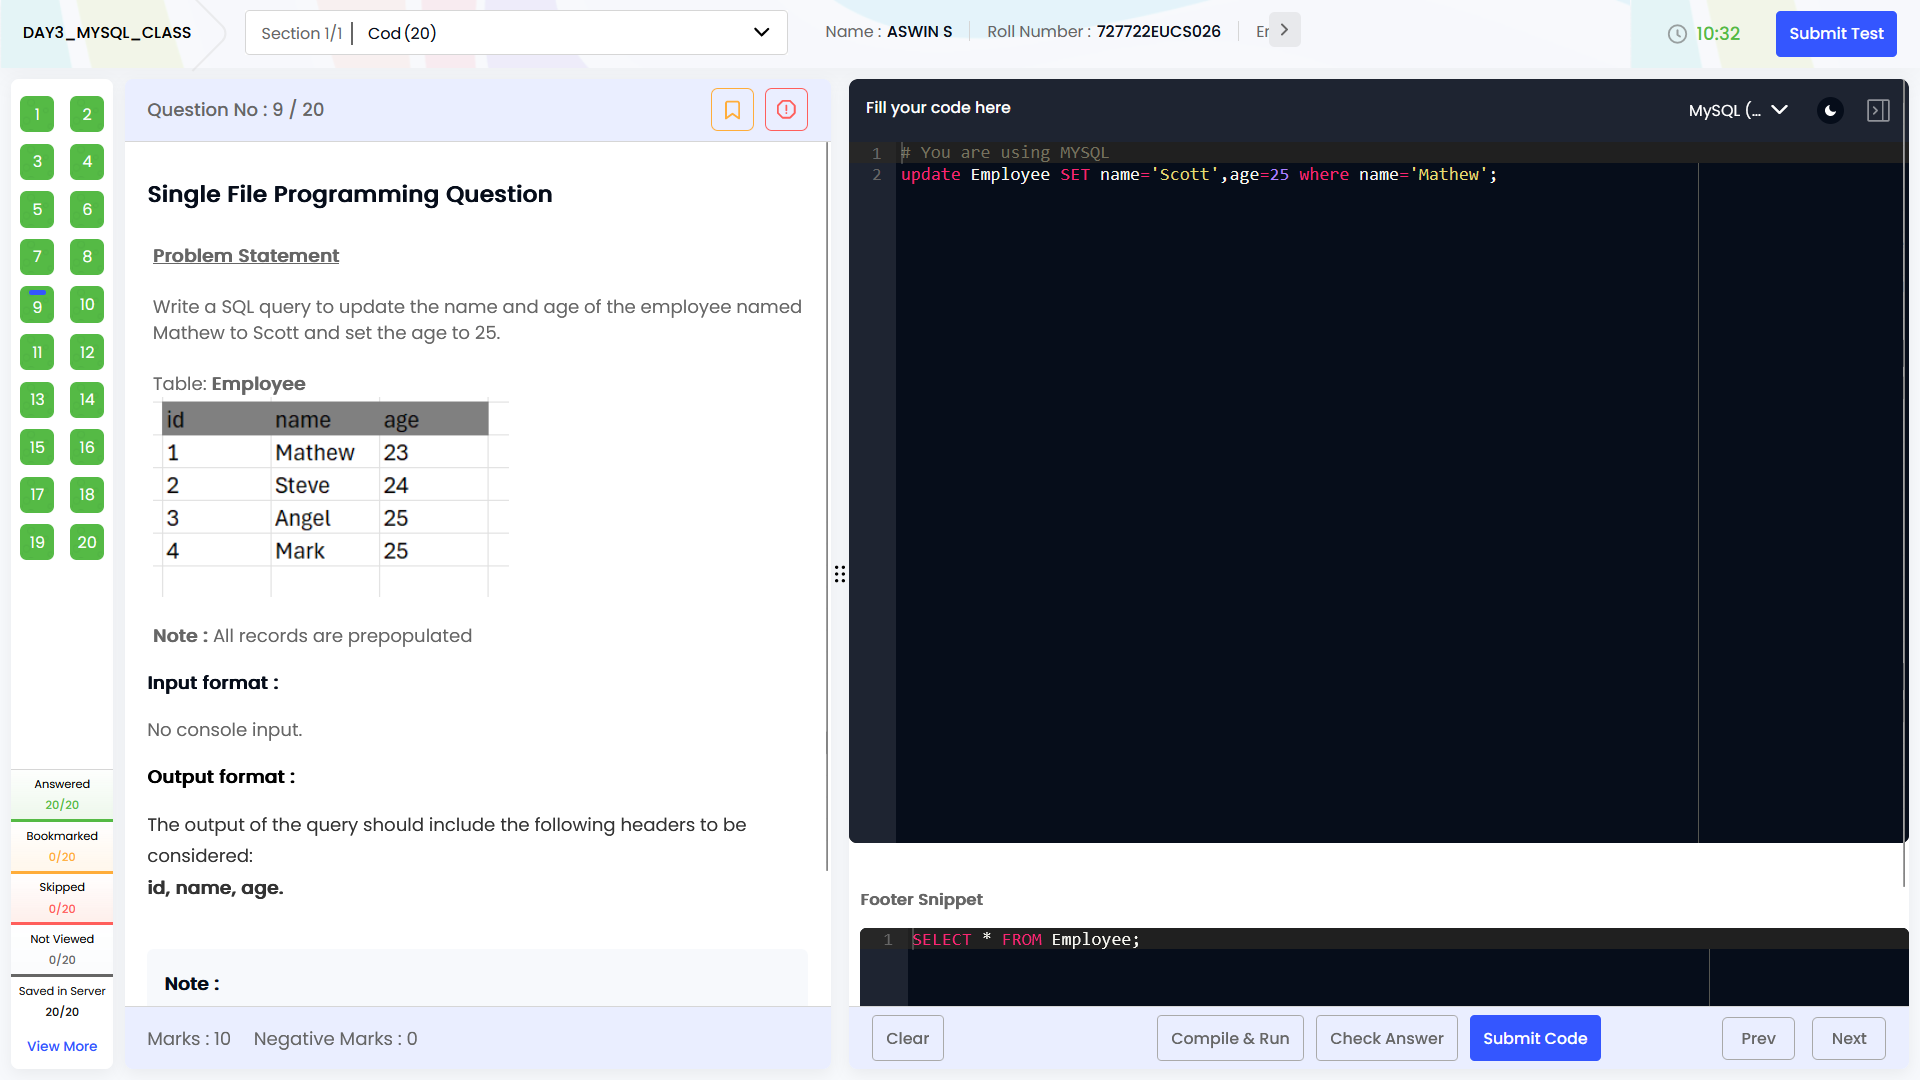 DAY3_MYSQL_CLASS
Section 1/1 | Cod (20)
Name : ASWIN S
Roll Number : 727722EUCS026
10:32
Submit Test
1 2
3 4
5 6
7 8
9 10
11 12
13 14
15 16
17 18
19 20
Answered
20/20
Bookmarked
0/20
Skipped
0/20
Not Viewed
0/20
Saved in Server
20/20
View More
Question No : 9 / 20
Single File Programming Question
Problem Statement
Write a SQL query to update the name and age of the employee named
Mathew to Scott and set the age to 25.
Table: Employee
id name age
1 Mathew 23
2 Steve 24
3 Angel 25
4 Mark 25
Note : All records are prepopulated
Input format :
No console input.
Output format :
The output of the query should include the following headers to be
considered:
id, name, age.
Note :
Marks : 10 Negative Marks : 0
Fill your code here
MySQL (...
1 # You are using MYSQL
2 update Employee SET name='Scott',age=25 where name='Mathew';
Footer Snippet
1 SELECT * FROM Employee;
Clear
Compile & Run
Check Answer
Submit Code
Prev
Next